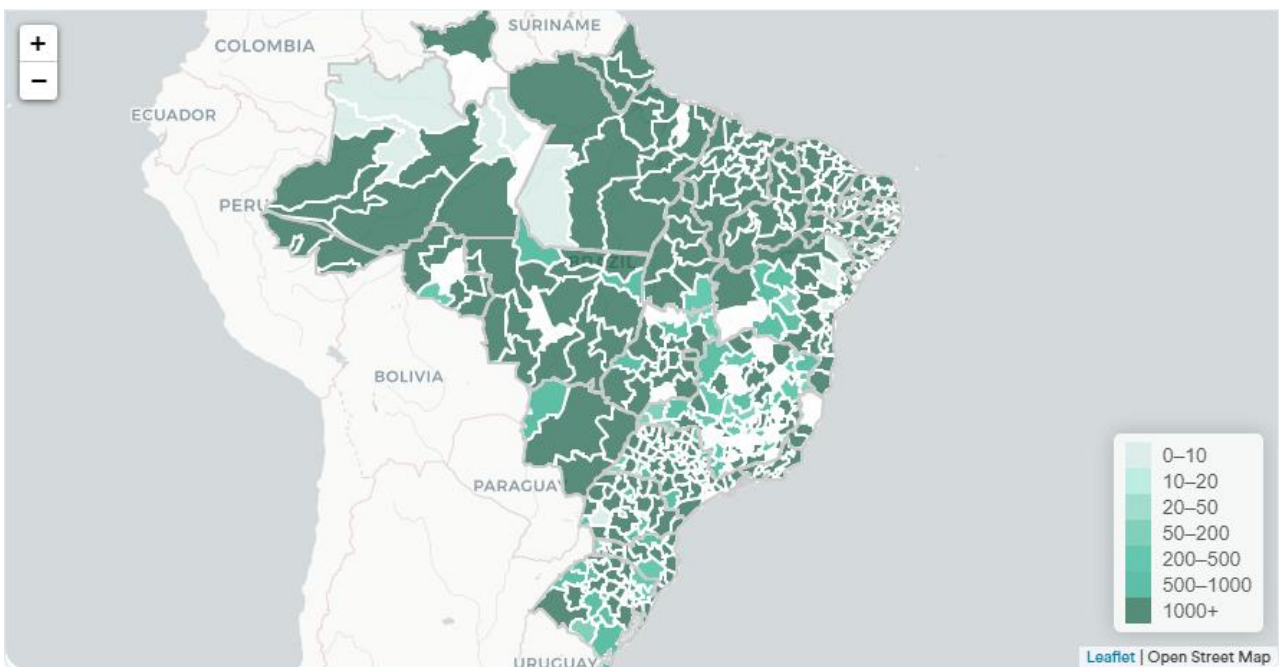 +
−
SURINAME
COLOMBIA
ECUADOR
PERU
BRAZIL
BOLIVIA
PARAGUAY
URUGUAY
0–10
10–20
20–50
50–200
200–500
500–1000
1000+
Leaflet | Open Street Map